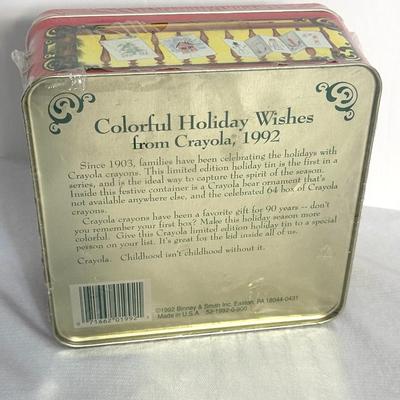 Colorful Holiday Wishes
from Crayola, 1992
Since 1903, families have been celebrating the holidays with
Crayola crayons. This limited edition holiday tin is the first in a
series, and is the ideal way to capture the spirit of the season.
Inside this festive container is a Crayola bear ornament that's
not available anywhere else, and the celebrated 64 box of Crayola
crayons.
Crayola crayons have been a favorite gift for 90 years -- don't
you remember your first box? Make this holiday season more
colorful. Give this Crayola limited edition holiday tin to a special
person on your list. It's great for the kid inside all of us.
Crayola. Childhood isn't childhood without it.
©1992 Binney & Smith Inc. Easton, PA 18044-0431
Made in U.S.A. 52-1992-0-900
71662 01992